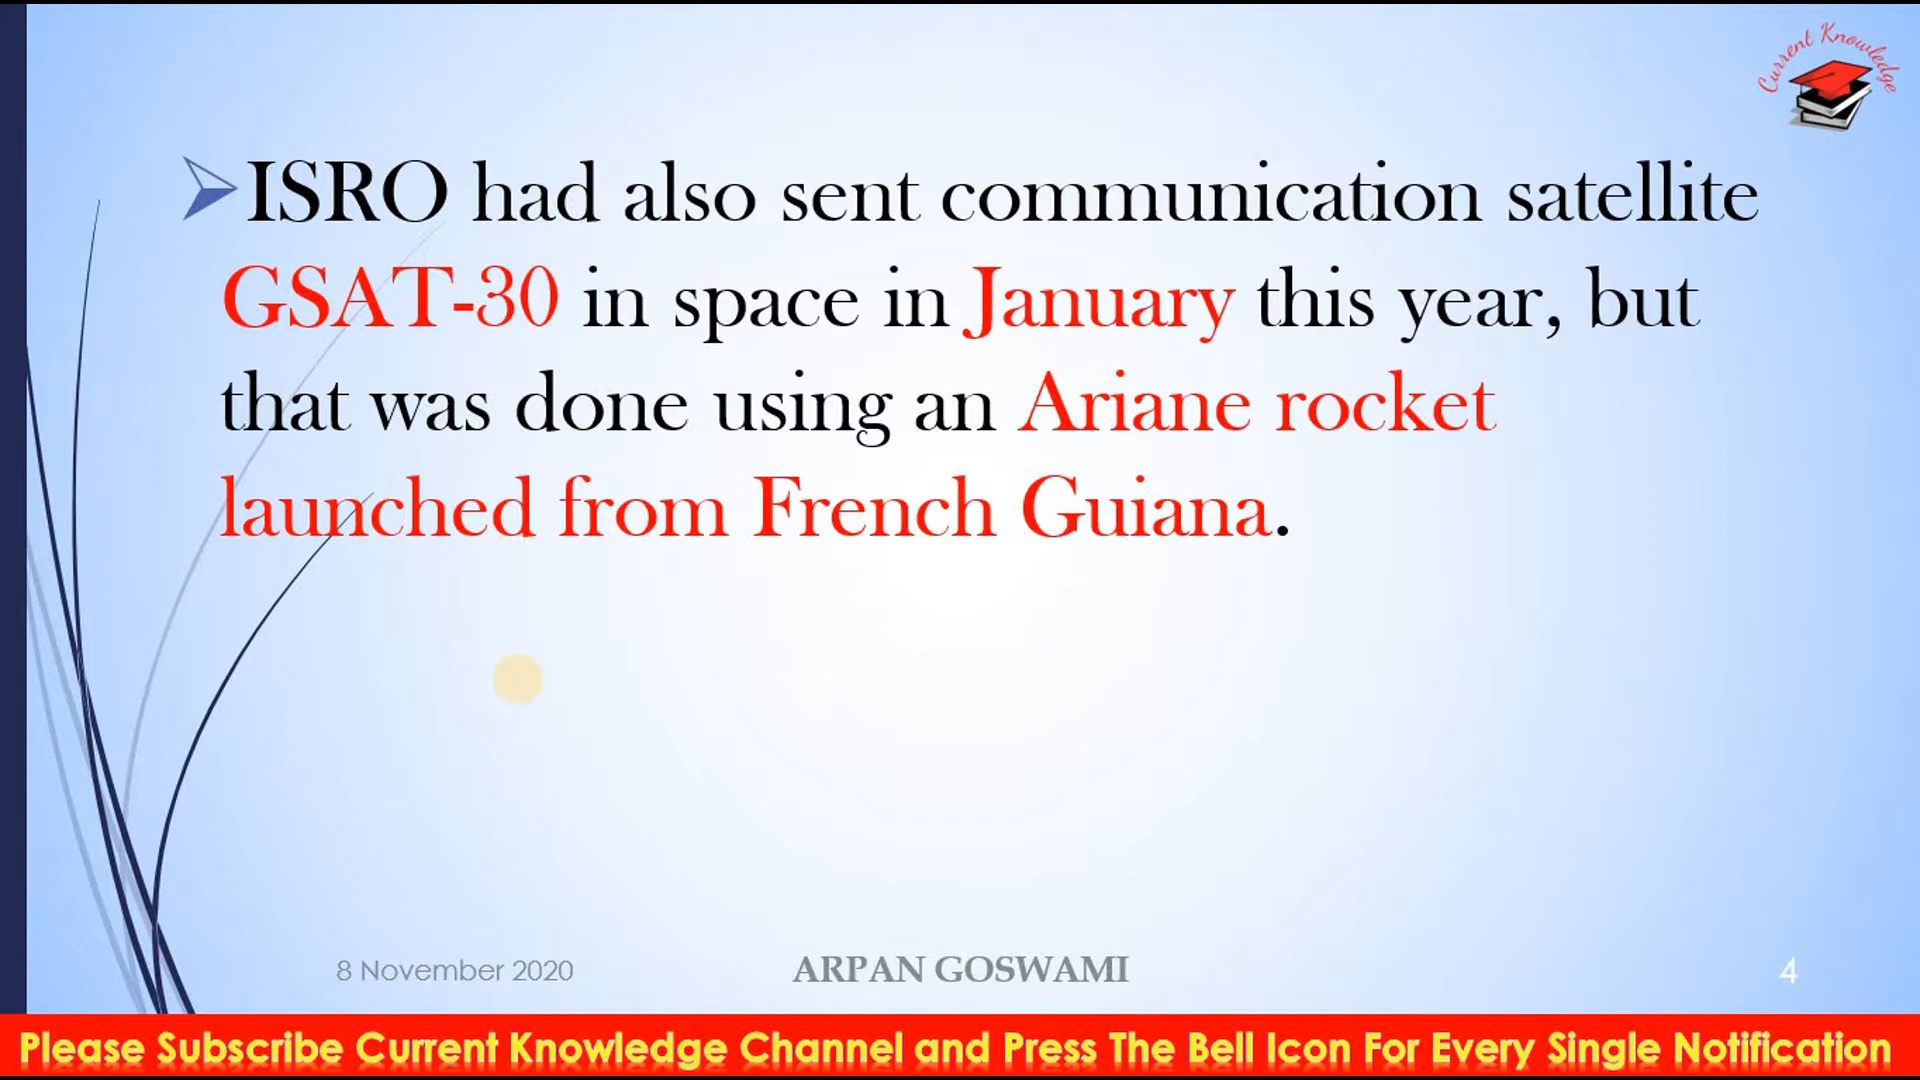 Current Knowledge
ISRO had also sent communication satellite
GSAT-30 in space in January this year, but
that was done using an Ariane rocket
launched from French Guiana.
8 November 2020
ARPAN GOSWAMI
4
Please Subscribe Current Knowledge Channel and Press The Bell Icon For Every Single Notification